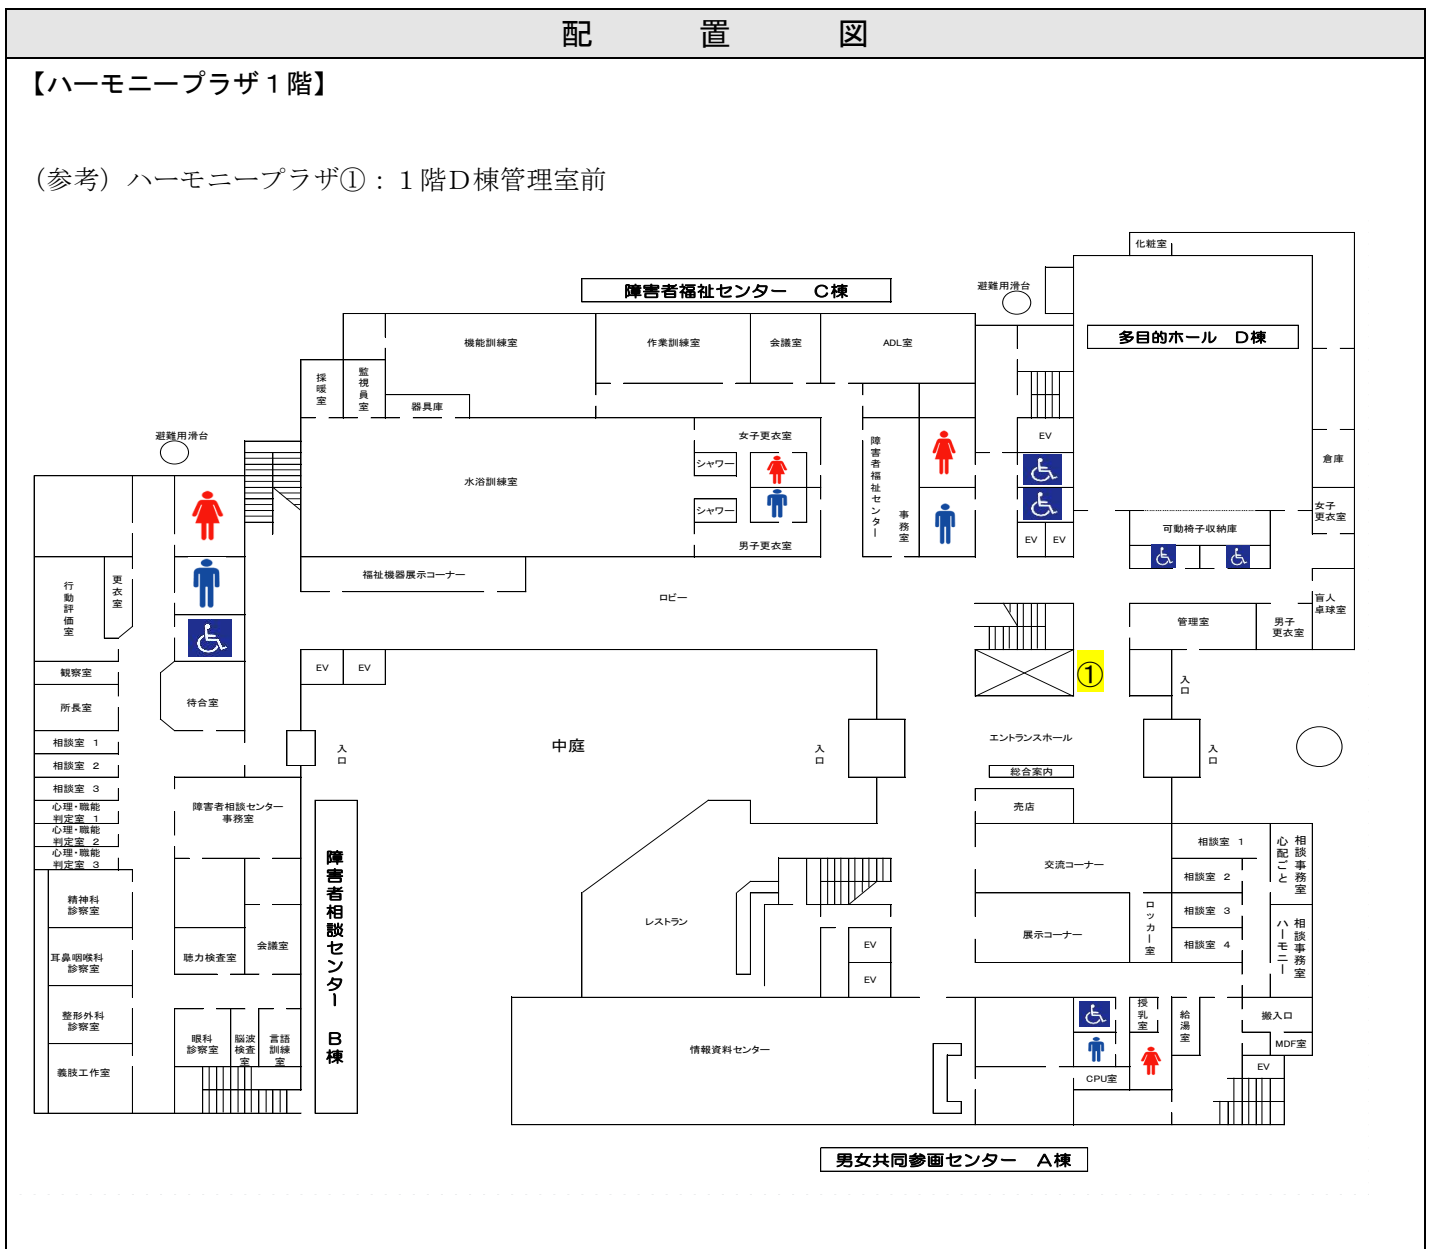 配置図
【ハーモニープラザ１階】
（参考）ハーモニープラザ①：１階Ｄ棟管理室前
化粧室
障害者福祉センター　Ｃ棟
避難用滑台
多目的ホール　Ｄ棟
機能訓練室
作業訓練室
会議室
ADL室
採暖室
監視員室
器具庫
避難用滑台
女子更衣室
シャワー
水浴訓練室
シャワー
男子更衣室
障害者福祉センター
事務室
EV
EV
EV
倉庫
女子
更衣室
可動椅子収納庫
福祉機器展示コーナー
ロビー
行動評価室
更衣室
盲人
卓球室
管理室
男子
更衣室
観察室
EV
EV
①
入口
所長室
待合室
相談室 1
相談室 2
相談室 3
入口
中庭
入口
エントランスホール
入口
総合案内
売店
心理・職能
判定室 1
心理・職能
判定室 2
心理・職能
判定室 3
障害者相談センター
事務室
障害者相談センター　Ｂ棟
交流コーナー
相談室 1
相談室 2
相談室 3
相談室 4
心配ごと
相談事務室
精神科
診察室
レストラン
展示コーナー
ロッカー室
ハーモニー
相談事務室
耳鼻咽喉科
診察室
聴力検査室
会議室
EV
EV
整形外科
診察室
授乳室
給湯室
搬入口
MDF室
EV
眼科
診察室
脳波
検査室
言語
訓練室
情報資料センター
CPU室
義肢工作室
男女共同参画センター　Ａ棟